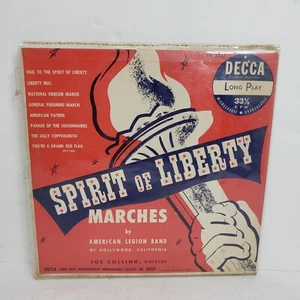 HAIL TO THE SPIRIT OF LIBERTY
LIBERTY BELL
NATIONAL EMBLEM MARCH
GENERAL PERSHING MARCH
AMERICAN PATROL
PARADE OF THE LEGIONNAIRES
THE JOLLY COPPERSMITH
YOU'RE A GRAND OLD FLAG
DECCA
LONG PLAY
33⅓
SPIRIT OF LIBERTY
MARCHES
by
AMERICAN LEGION BAND
OF HOLLYWOOD, CALIFORNIA
JOE COLLING, DIRECTOR
DECCA